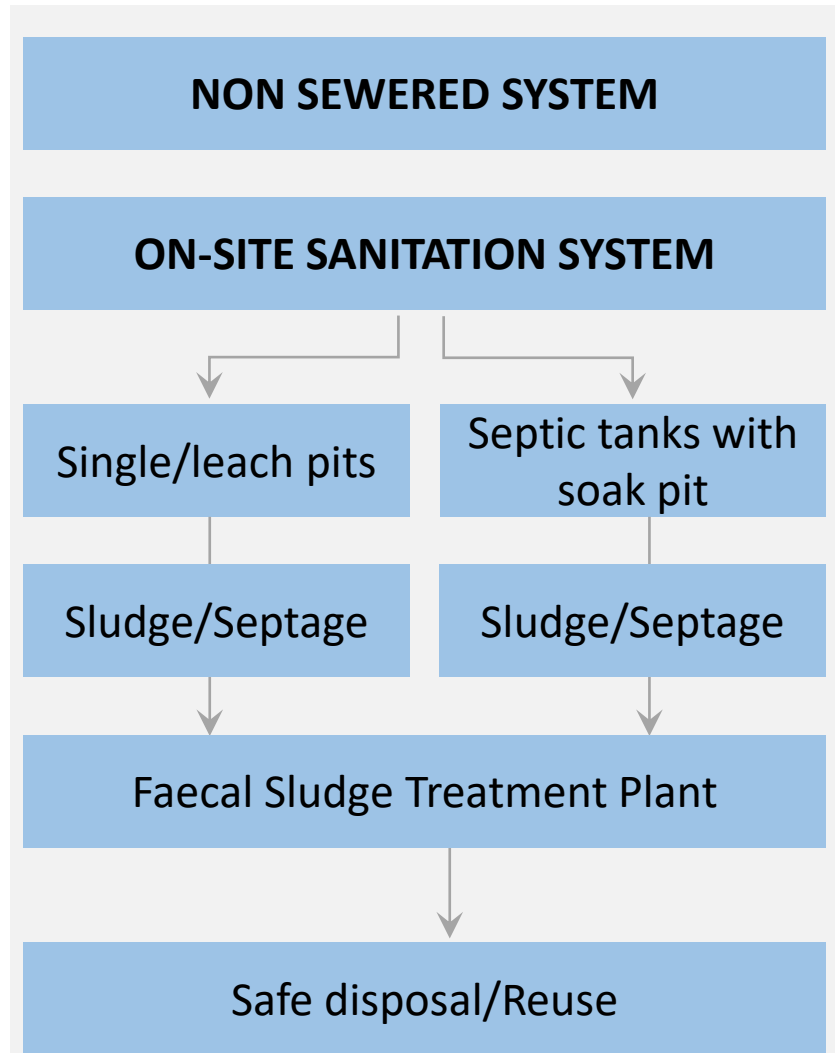 NON SEWERED SYSTEM
ON-SITE SANITATION SYSTEM
Single/leach pits
Septic tanks with
soak pit
Sludge/Septage
Sludge/Septage
Faecal Sludge Treatment Plant
Safe disposal/Reuse